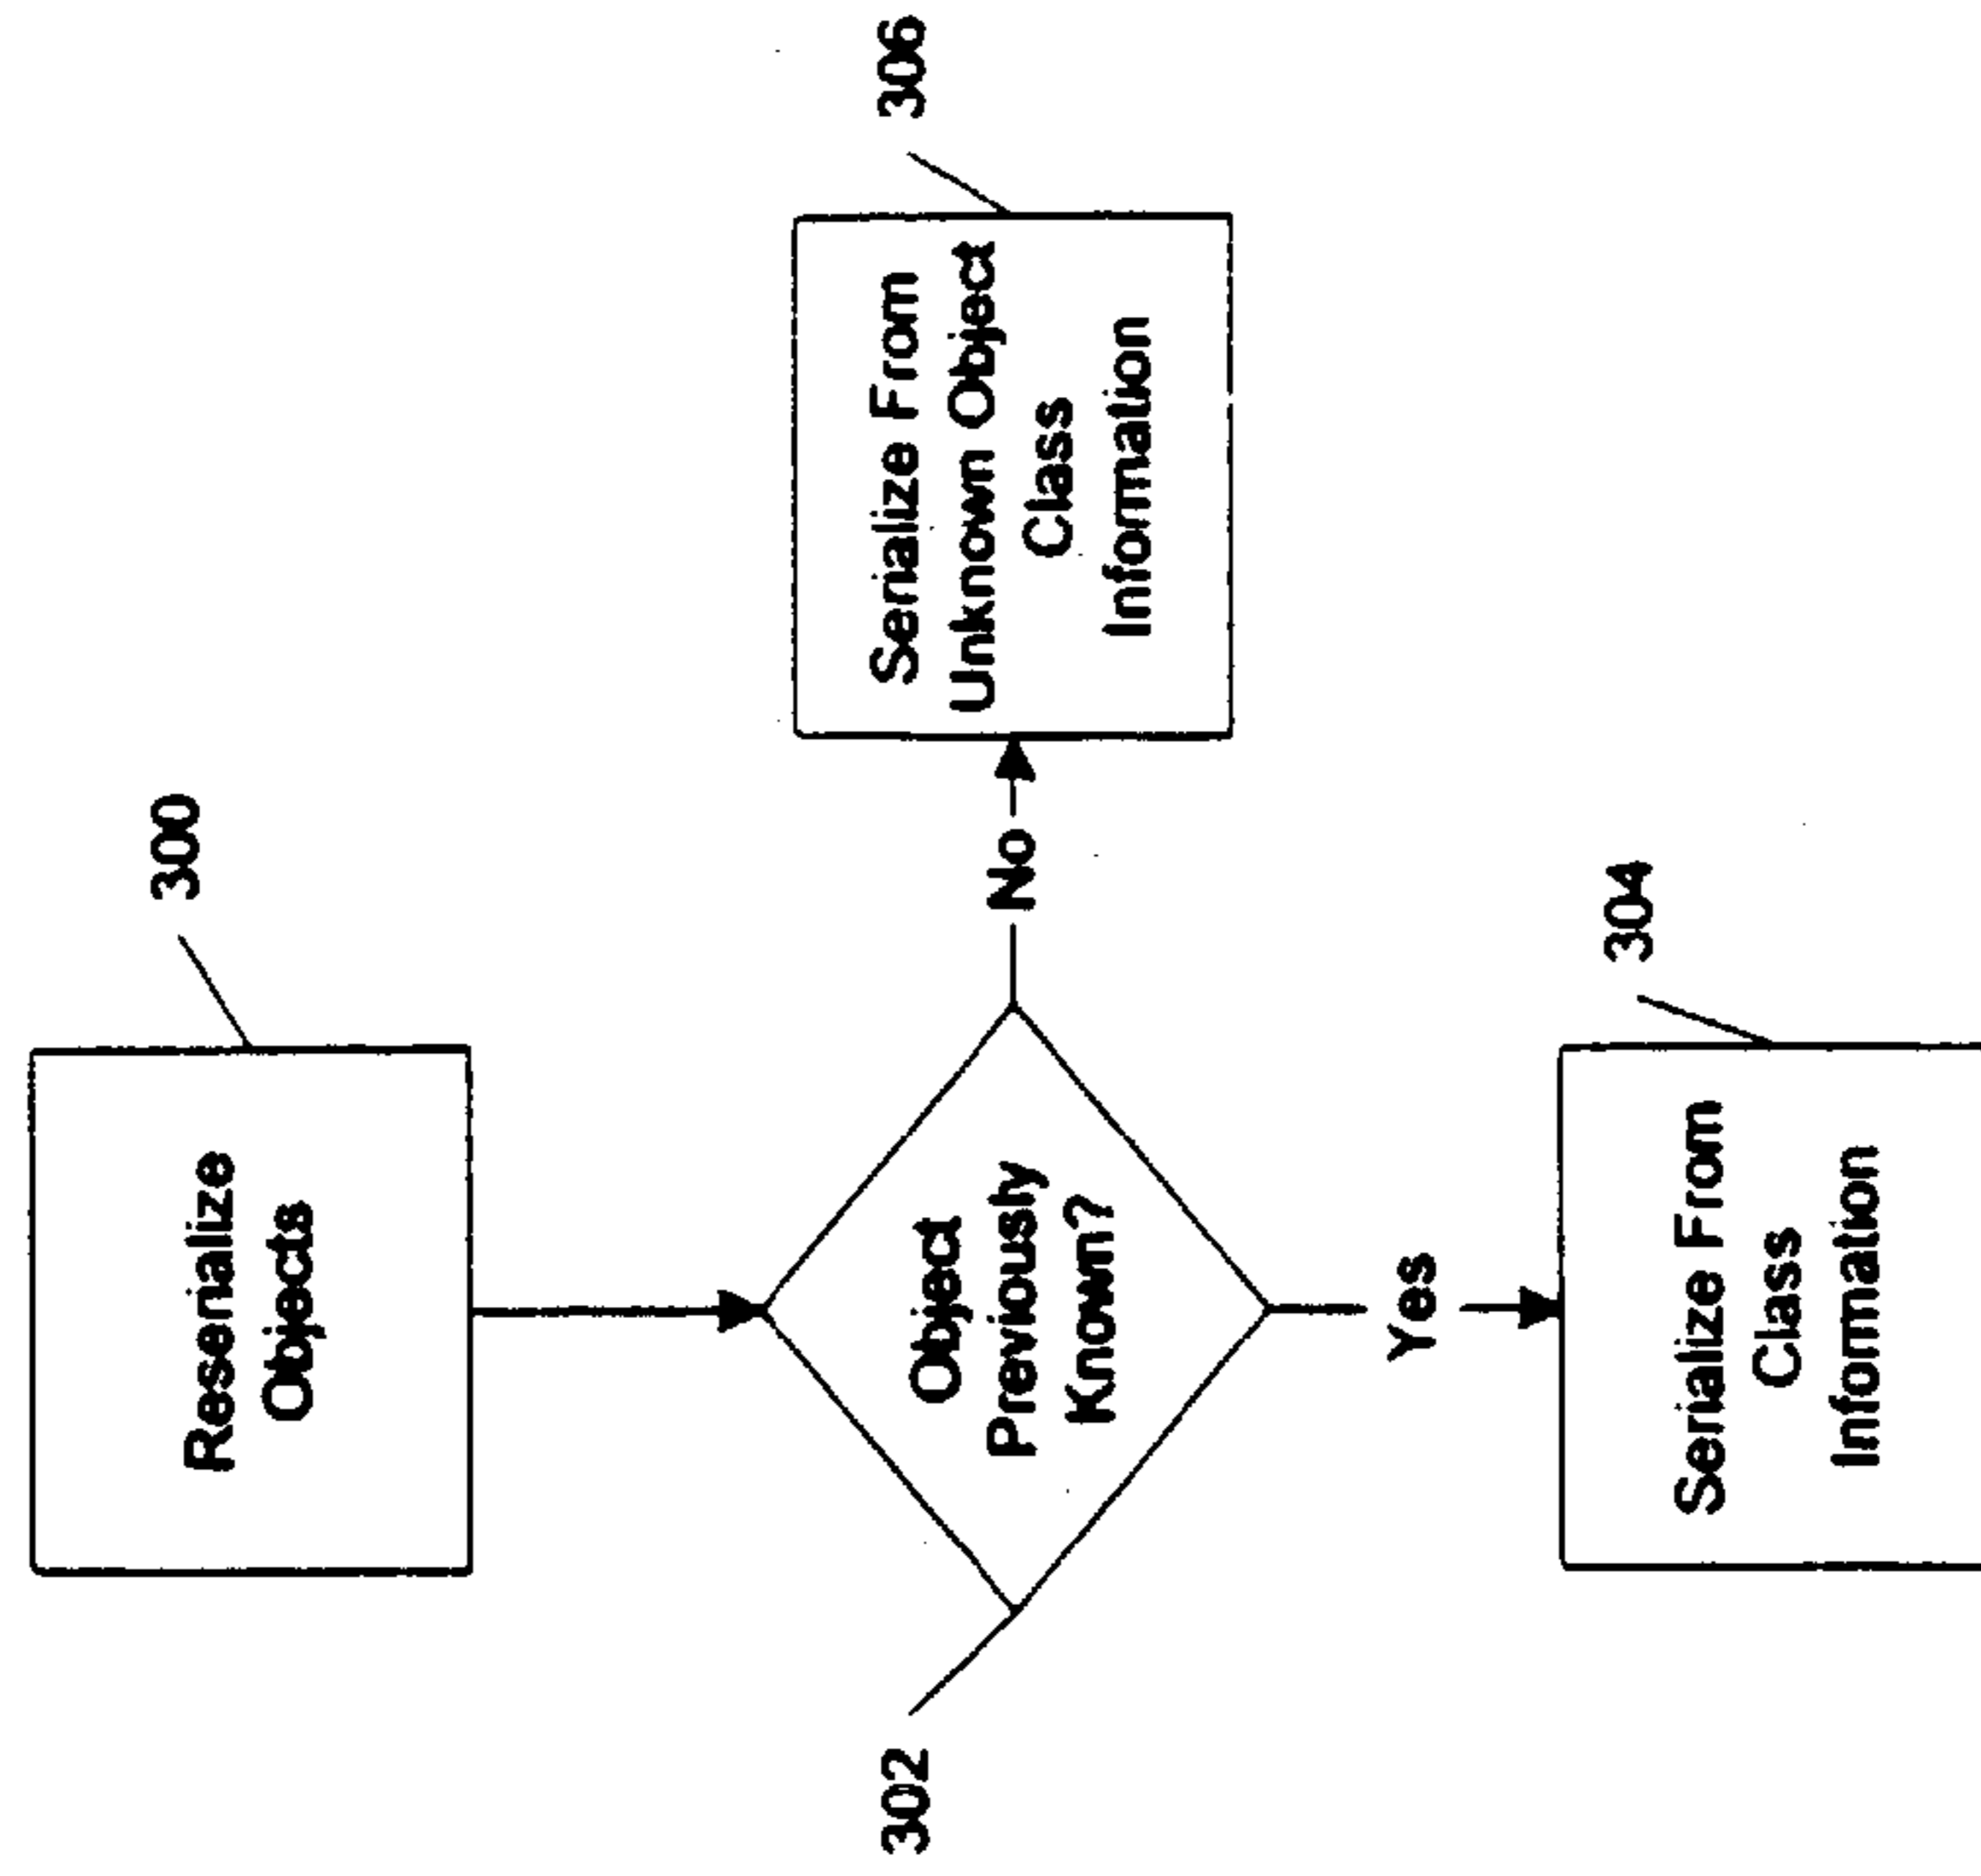 300
Reserialize
Objects
302
Object
Previously
Known?
No
306
Serialize From
Unknown Object
Class
Information
Yes
304
Serialize From
Class
Information